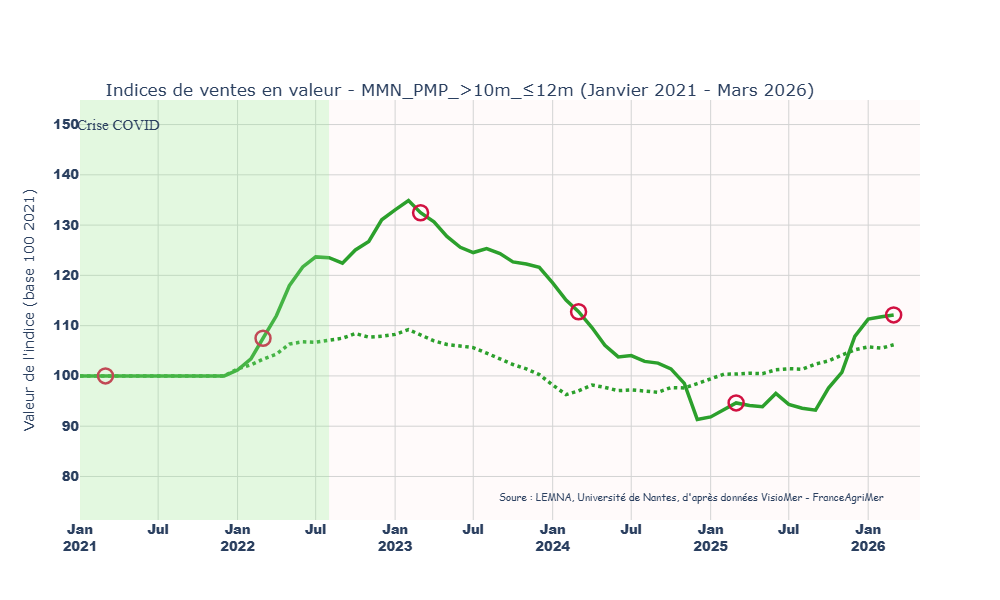 Indices de ventes en valeur - MMN_PMP_>10m_≤12m (Janvier 2021 - Mars 2026)
Valeur de l'indice (base 100 2021)
150
Crise COVID
140
130
120
110
100
90
80
Soure : LEMNA, Université de Nantes, d'après données VisioMer - FranceAgriMer
Jan Jul Jan Jul Jan Jul Jan Jul Jan Jul Jan
2021 2022 2023 2024 2025 2026